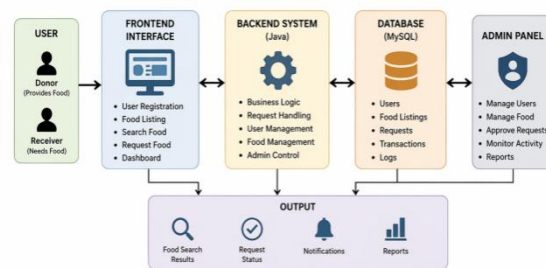 USER
Donor
(Provides Food)
Receiver
(Needs Food)
FRONTEND
INTERFACE
• User Registration
• Food Listing
• Search Food
• Request Food
• Dashboard
BACKEND SYSTEM
(Java)
• Business Logic
• Request Handling
• User Management
• Food Management
• Admin Control
DATABASE
(MySQL)
• Users
• Food Listings
• Requests
• Transactions
• Logs
ADMIN PANEL
• Manage Users
• Manage Food
• Approve Requests
• Monitor Activity
• Reports
OUTPUT
Food Search
Results
Request
Status
Notifications
Reports